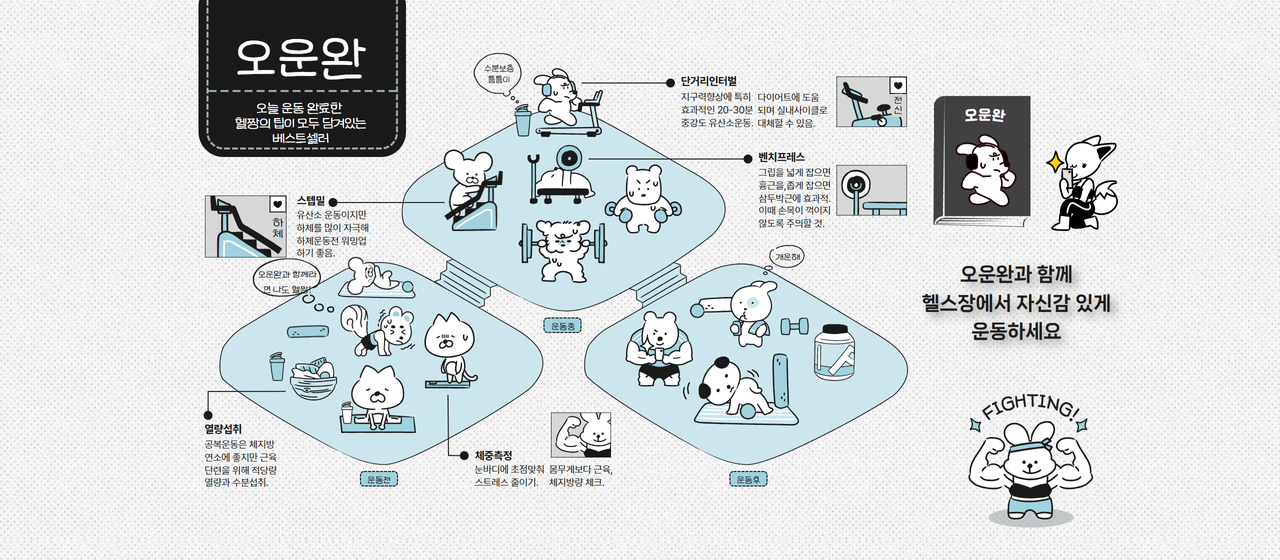 오운완
오늘 운동 완료한
헬짱의 팁이 모두 담겨있는
베스트셀러
수분보충
틈틈이
단거리인터벌
지구력향상에 특히 다이어트에 도움
효과적인 20-30분 되며 실내사이클로
중강도 유산소운동. 대체할 수 있음.
전
신
벤치프레스
그립을 넓게 잡으면
흉근을,좁게 잡으면
삼두박근에 효과적.
이때 손목이 꺽이지
않도록 주의할 것.
스텝밀
유산소 운동이지만
하체를 많이 자극해
하체운동전 워밍업
하기 좋음.
하
체
오운완과 함께라
면 나도 헬짱!
개운해!
운동중
열량섭취
공복운동은 체지방
연소에 좋지만 근육
단련을 위해 적당량
열량과 수분섭취.
체중측정
눈바디에 초점맞춰 몸무게보다 근육,
스트레스 줄이기. 체지방량 체크.
운동전
운동후
오운완
오운완과 함께
헬스장에서 자신감 있게
운동하세요
FIGHTING!